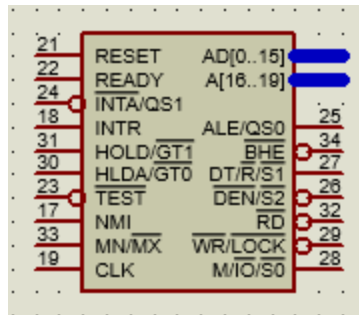 21 RESET AD[0..15]
22 READY A[16..19]
24 INTA/QS1
18 INTR ALE/QS0 25
31 HOLD/GT1 BHE 34
30 HLDA/GT0 DT/R/S1 27
23 TEST DEN/S2 26
17 NMI RD 32
33 MN/MX WR/LOCK 29
19 CLK M/IO/S0 28